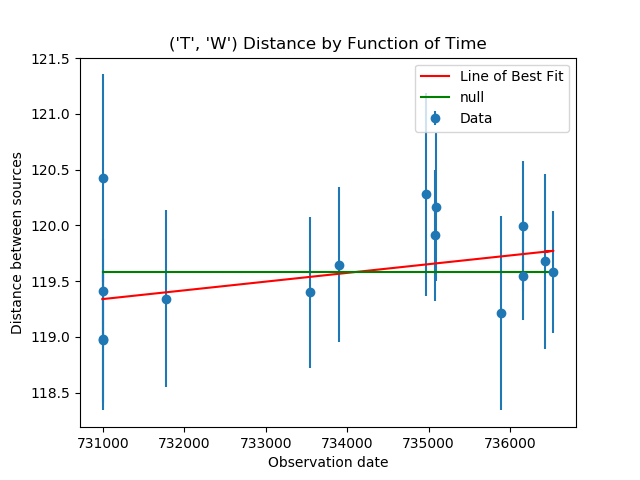 ('T', 'W') Distance by Function of Time
121.5
121.0
120.5
120.0
119.5
119.0
118.5
Distance between sources
Line of Best Fit
null
Data
731000 732000 733000 734000 735000 736000
Observation date